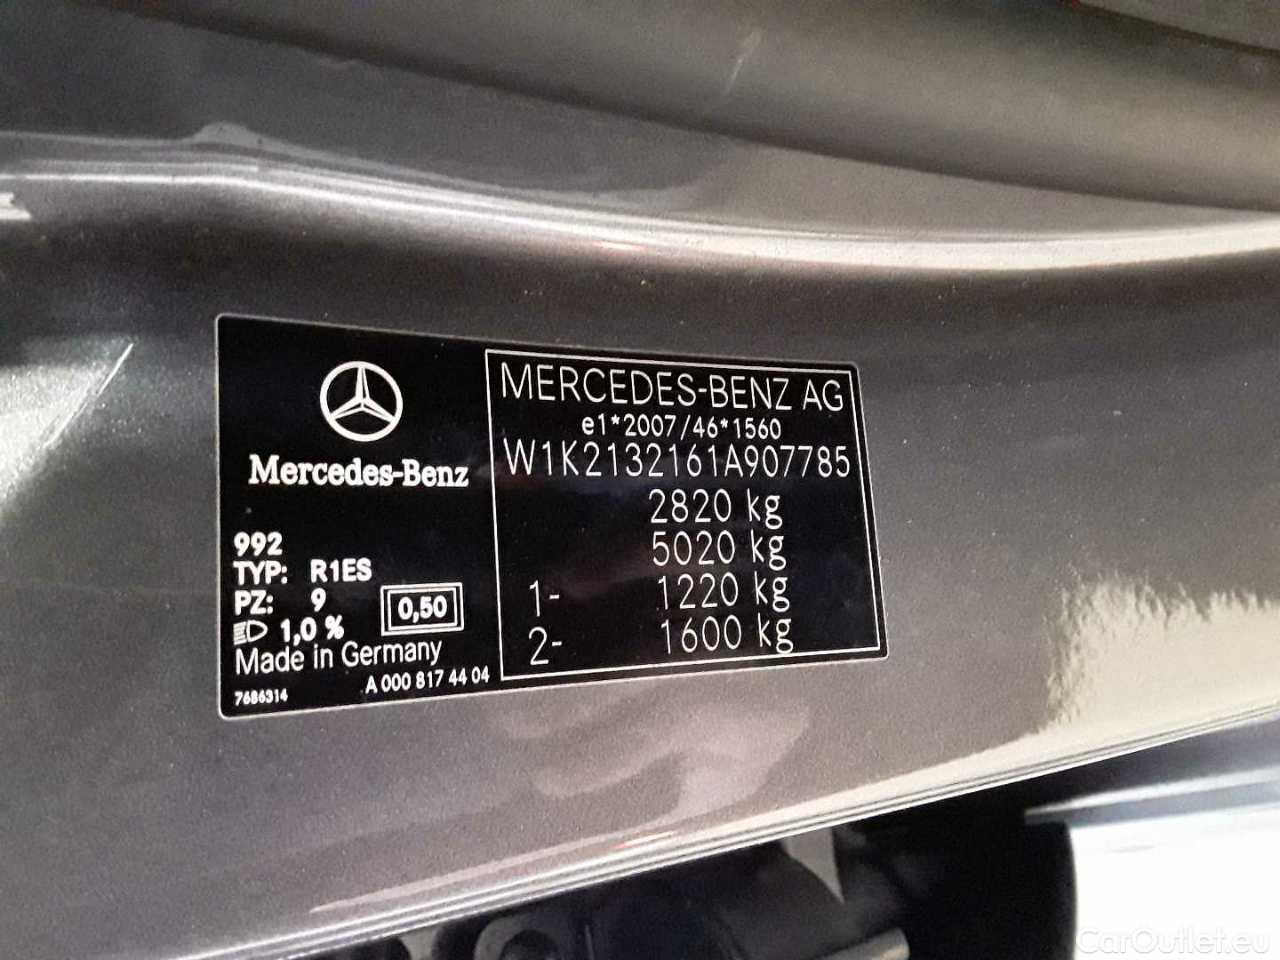 Mercedes-Benz
992
TYP: R1ES
PZ: 9
0,50
1,0 %
Made in Germany
7686314
A 000 817 44 04
MERCEDES-BENZ AG
e1*2007/46*1560
W1K2132161A907785
2820 kg
5020 kg
1- 1220 kg
2- 1600 kg
CarOutlet.eu